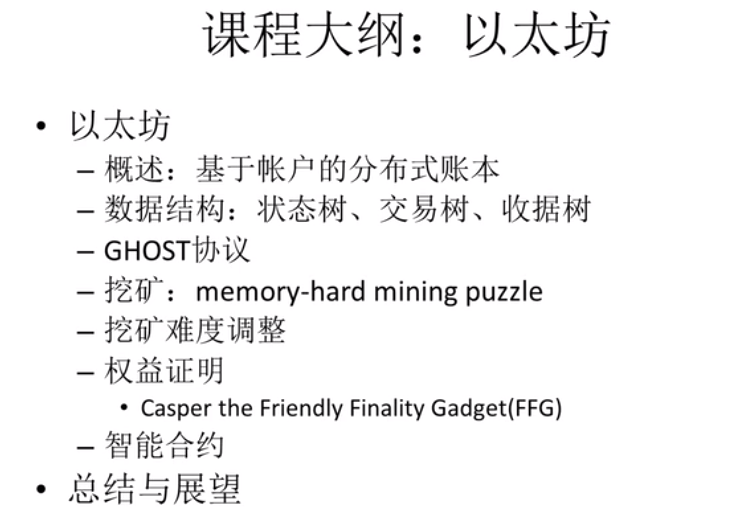 课程大纲：以太坊
• 以太坊
– 概述：基于帐户的分布式账本
– 数据结构：状态树、交易树、收据树
– GHOST协议
– 挖矿：memory-hard mining puzzle
– 挖矿难度调整
– 权益证明
• Casper the Friendly Finality Gadget(FFG)
– 智能合约
• 总结与展望